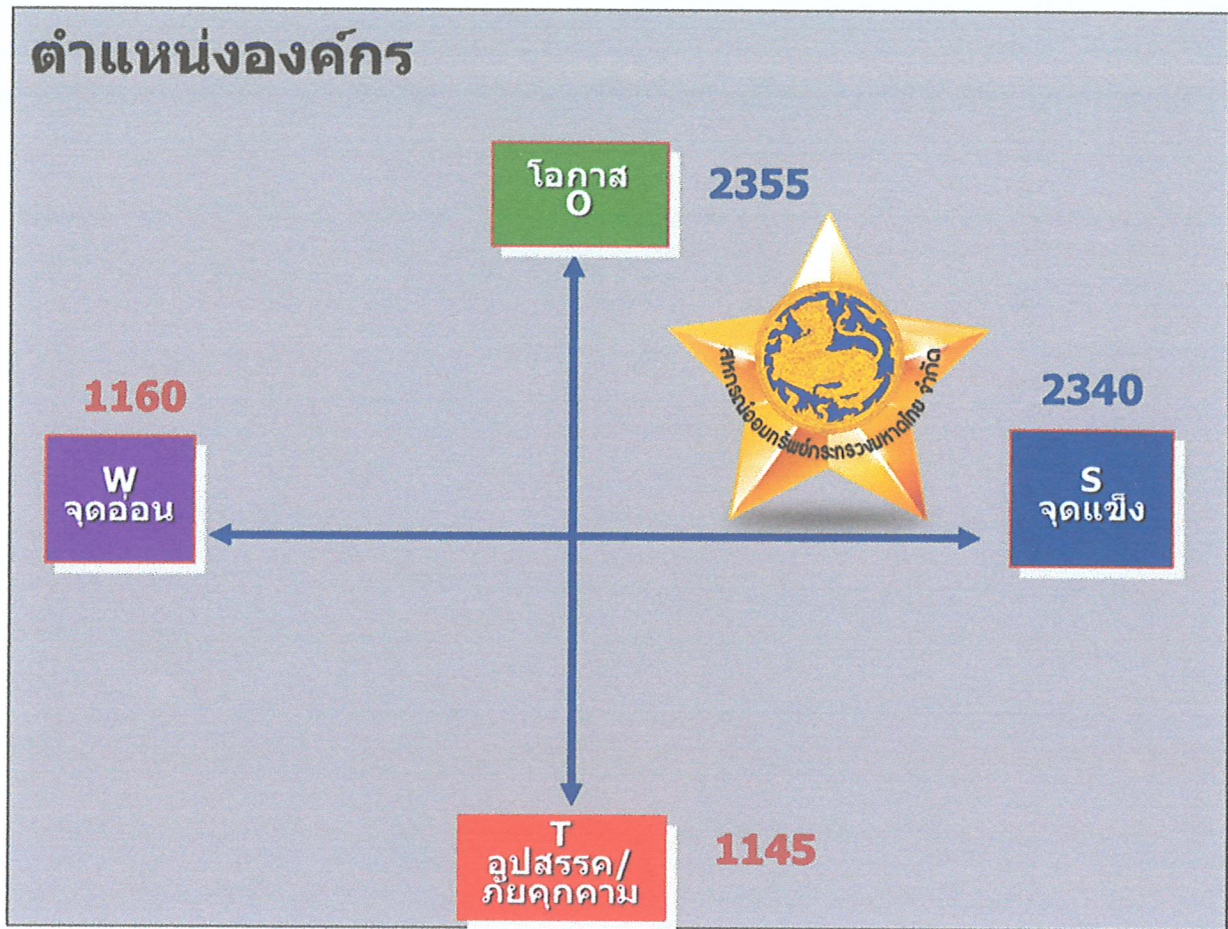 ตำแหน่งองค์กร
โอกาส
O
2355
สหกรณ์ออมทรัพย์กระทรวงมหาดไทย จำกัด
1160
2340
W
จุดอ่อน
S
จุดแข็ง
T
อุปสรรค/
ภัยคุกคาม
1145